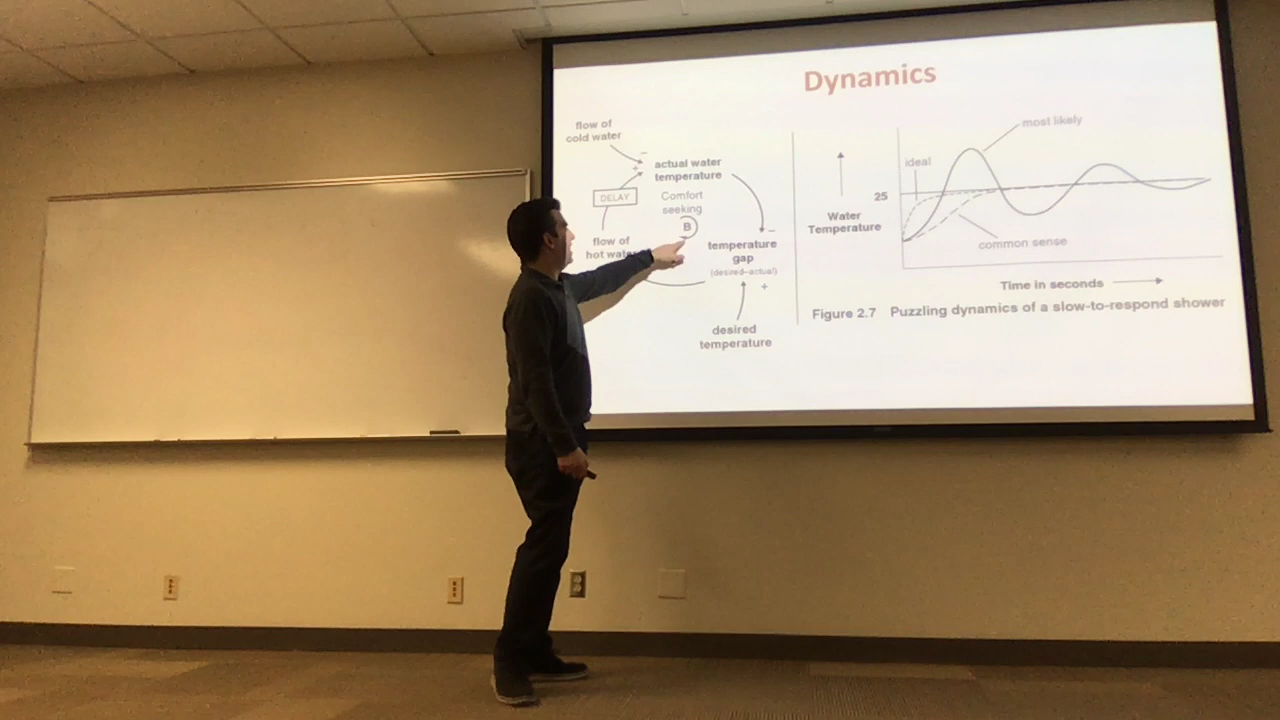 Dynamics
flow of
cold water
−
+
actual water
temperature
DELAY
Comfort
seeking
B
flow of
hot water
−
temperature
gap
(desired–actual)
+
desired
temperature
Water
Temperature
25
ideal
most likely
common sense
Time in seconds
Figure 2.7 Puzzling dynamics of a slow-to-respond shower